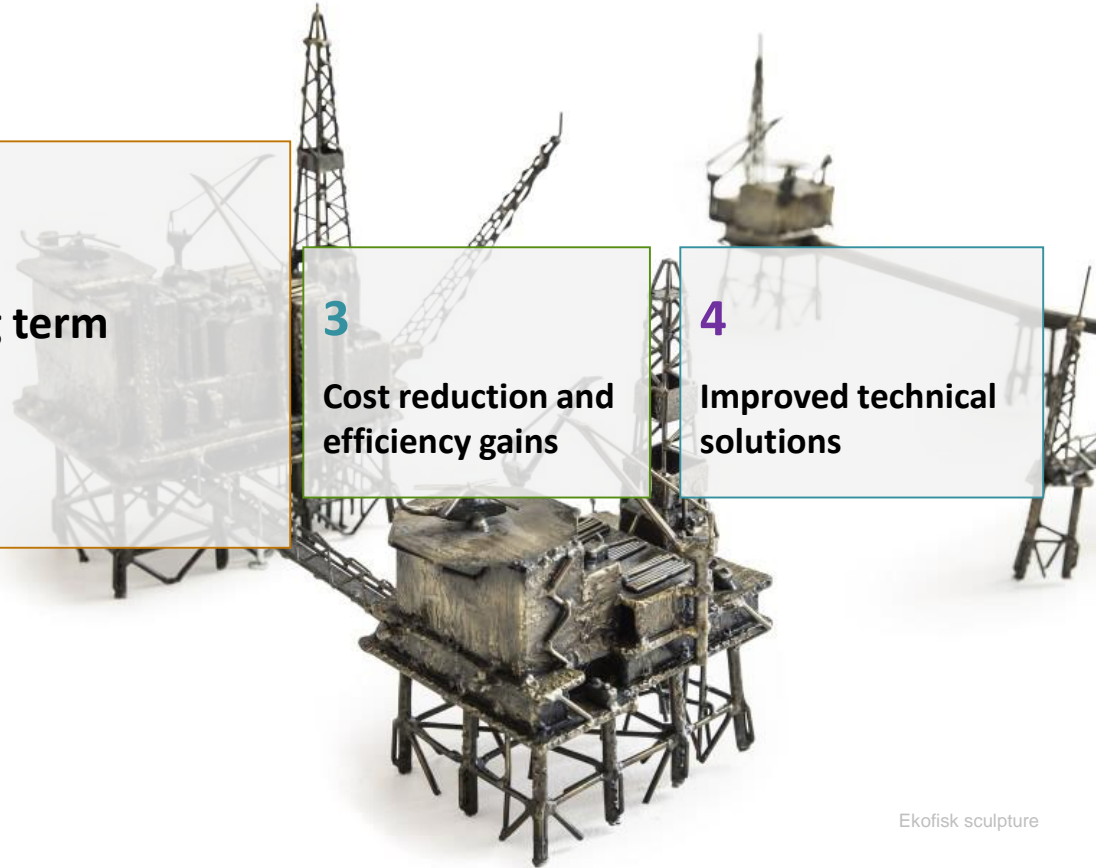 term
3
Cost reduction and
efficiency gains
4
Improved technical
solutions
Ekofisk sculpture